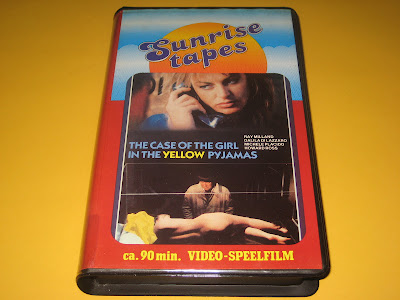 Sunrise
tapes
RAY MILLAND
DALILA DI LAZZARO
MICHELE PLACIDO
HOWARD ROSS
THE CASE OF THE GIRL
IN THE YELLOW PYJAMAS
ca. 90 min. VIDEO-SPEELFILM